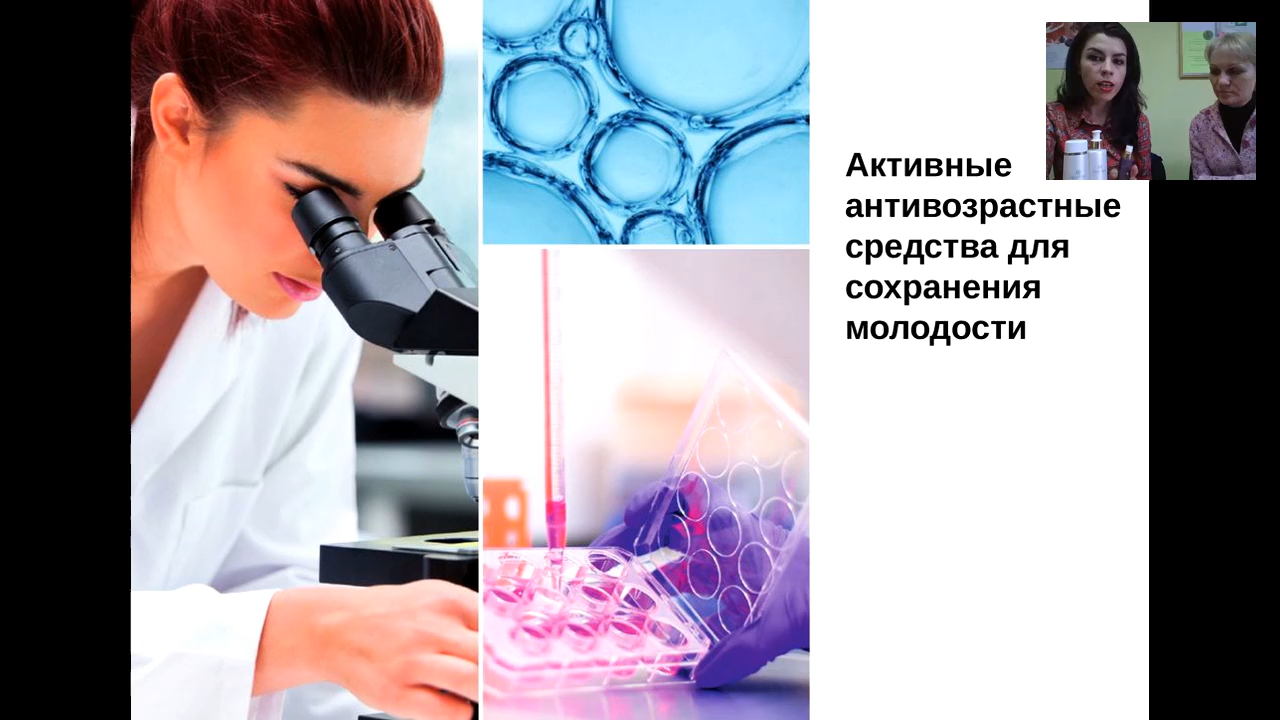 Активные
антивозрастные
средства для
сохранения
молодости